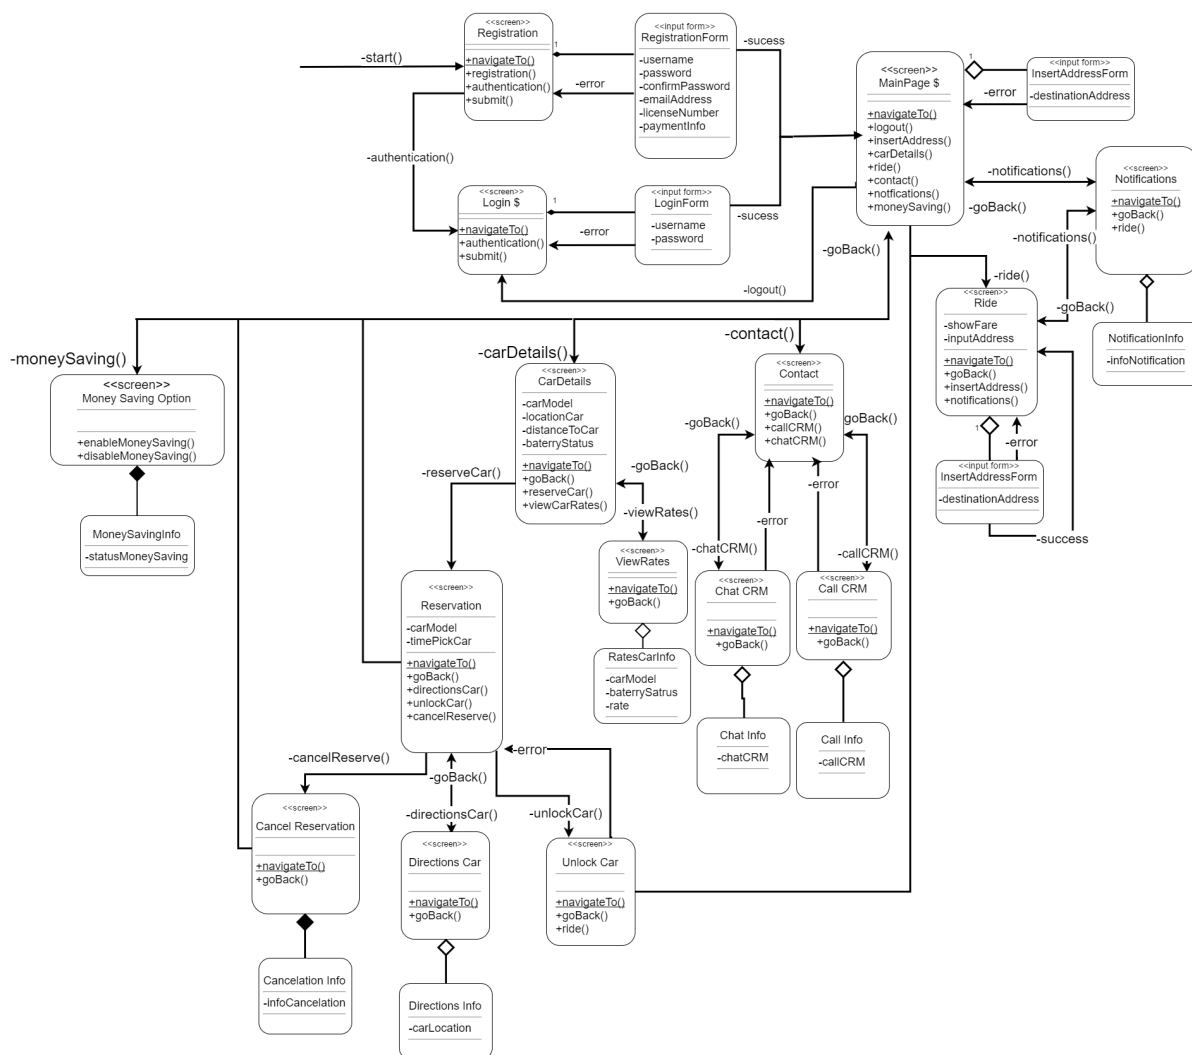 -start()
<<screen>>
Registration
+navigateTo()
+registration()
+authentication()
+submit()
1
-error
<<input form>>
RegistrationForm
-username
-password
-confirmPassword
-emailAddress
-licenseNumber
-paymentInfo
-sucess
<<screen>>
MainPage $
+navigateTo()
+logout()
+insertAddress()
+carDetails()
+ride()
+contact()
+notfications()
+moneySaving()
1
-error
<<input form>>
InsertAddressForm
-destinationAddress
-authentication()
<<screen>>
Login $
+navigateTo()
+authentication()
+submit()
1
-error
<<input form>>
LoginForm
-username
-password
-sucess
-notifications()
-goBack()
<<screen>>
Notifications
+navigateTo()
+goBack()
+ride()
-notifications()
-goBack()
-goBack()
-logout()
-ride()
<<screen>>
Ride
-showFare
-inputAddress
+navigateTo()
+goBack()
+insertAddress()
+notifications()
NotificationInfo
-infoNotification
1
-error
<<input form>>
InsertAddressForm
-destinationAddress
-success
-moneySaving()
<<screen>>
Money Saving Option
+enableMoneySaving()
+disableMoneySaving()
MoneySavingInfo
-statusMoneySaving
-carDetails()
<<screen>>
CarDetails
-carModel
-locationCar
-distanceToCar
-baterryStatus
+navigateTo()
+goBack()
+reserveCar()
+viewCarRates()
-contact()
<<screen>>
Contact
+navigateTo()
+goBack()
+callCRM()
+chatCRM()
-goBack()
goBack()
-error
-error
-chatCRM()
-callCRM()
-reserveCar()
-goBack()
-viewRates()
<<screen>>
ViewRates
+navigateTo()
+goBack()
RatesCarInfo
-carModel
-baterrySatrus
-rate
<<screen>>
Chat CRM
+navigateTo()
+goBack()
Chat Info
-chatCRM
<<screen>>
Call CRM
+navigateTo()
+goBack()
Call Info
-callCRM
<<screen>>
Reservation
-carModel
-timePickCar
+navigateTo()
+goBack()
+directionsCar()
+unlockCar()
+cancelReserve()
-cancelReserve()
-goBack()
-error
-directionsCar()
-unlockCar()
<<screen>>
Cancel Reservation
+navigateTo()
+goBack()
Cancelation Info
-infoCancelation
<<screen>>
Directions Car
+navigateTo()
+goBack()
Directions Info
-carLocation
<<screen>>
Unlock Car
+navigateTo()
+goBack()
+ride()